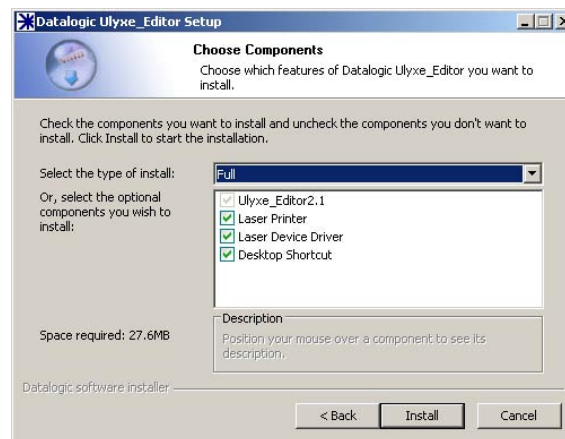 Datalogic Ulyxe_Editor Setup
Choose Components
Choose which features of Datalogic Ulyxe_Editor you want to
install.
Check the components you want to install and uncheck the components you don't want to
install. Click Install to start the installation.
Select the type of install:
Full
Or, select the optional
components you wish to
install:
Ulyxe_Editor2.1
Laser Printer
Laser Device Driver
Desktop Shortcut
Space required: 27.6MB
Description
Position your mouse over a component to see its
description.
Datalogic software installer
< Back
Install
Cancel